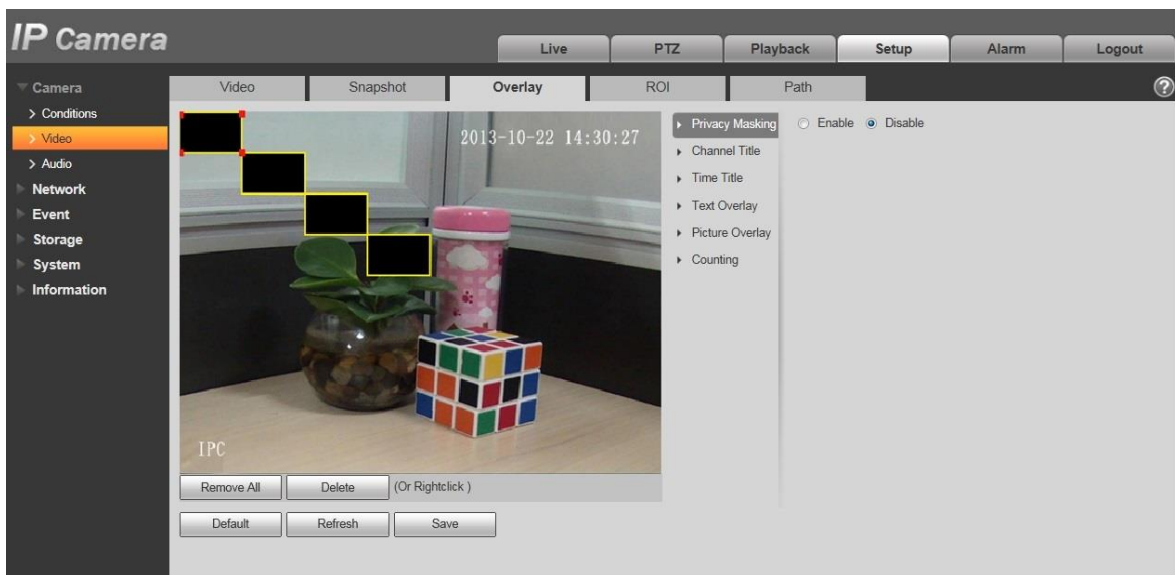 IP Camera
Live PTZ Playback Setup Alarm Logout
Camera
Conditions
Video
Audio
Network
Event
Storage
System
Information
Video Snapshot Overlay ROI Path
?
2013-10-22 14:30:27
IPC
Privacy Masking
Channel Title
Time Title
Text Overlay
Picture Overlay
Counting
Enable Disable
Remove All Delete (Or Rightclick )
Default Refresh Save